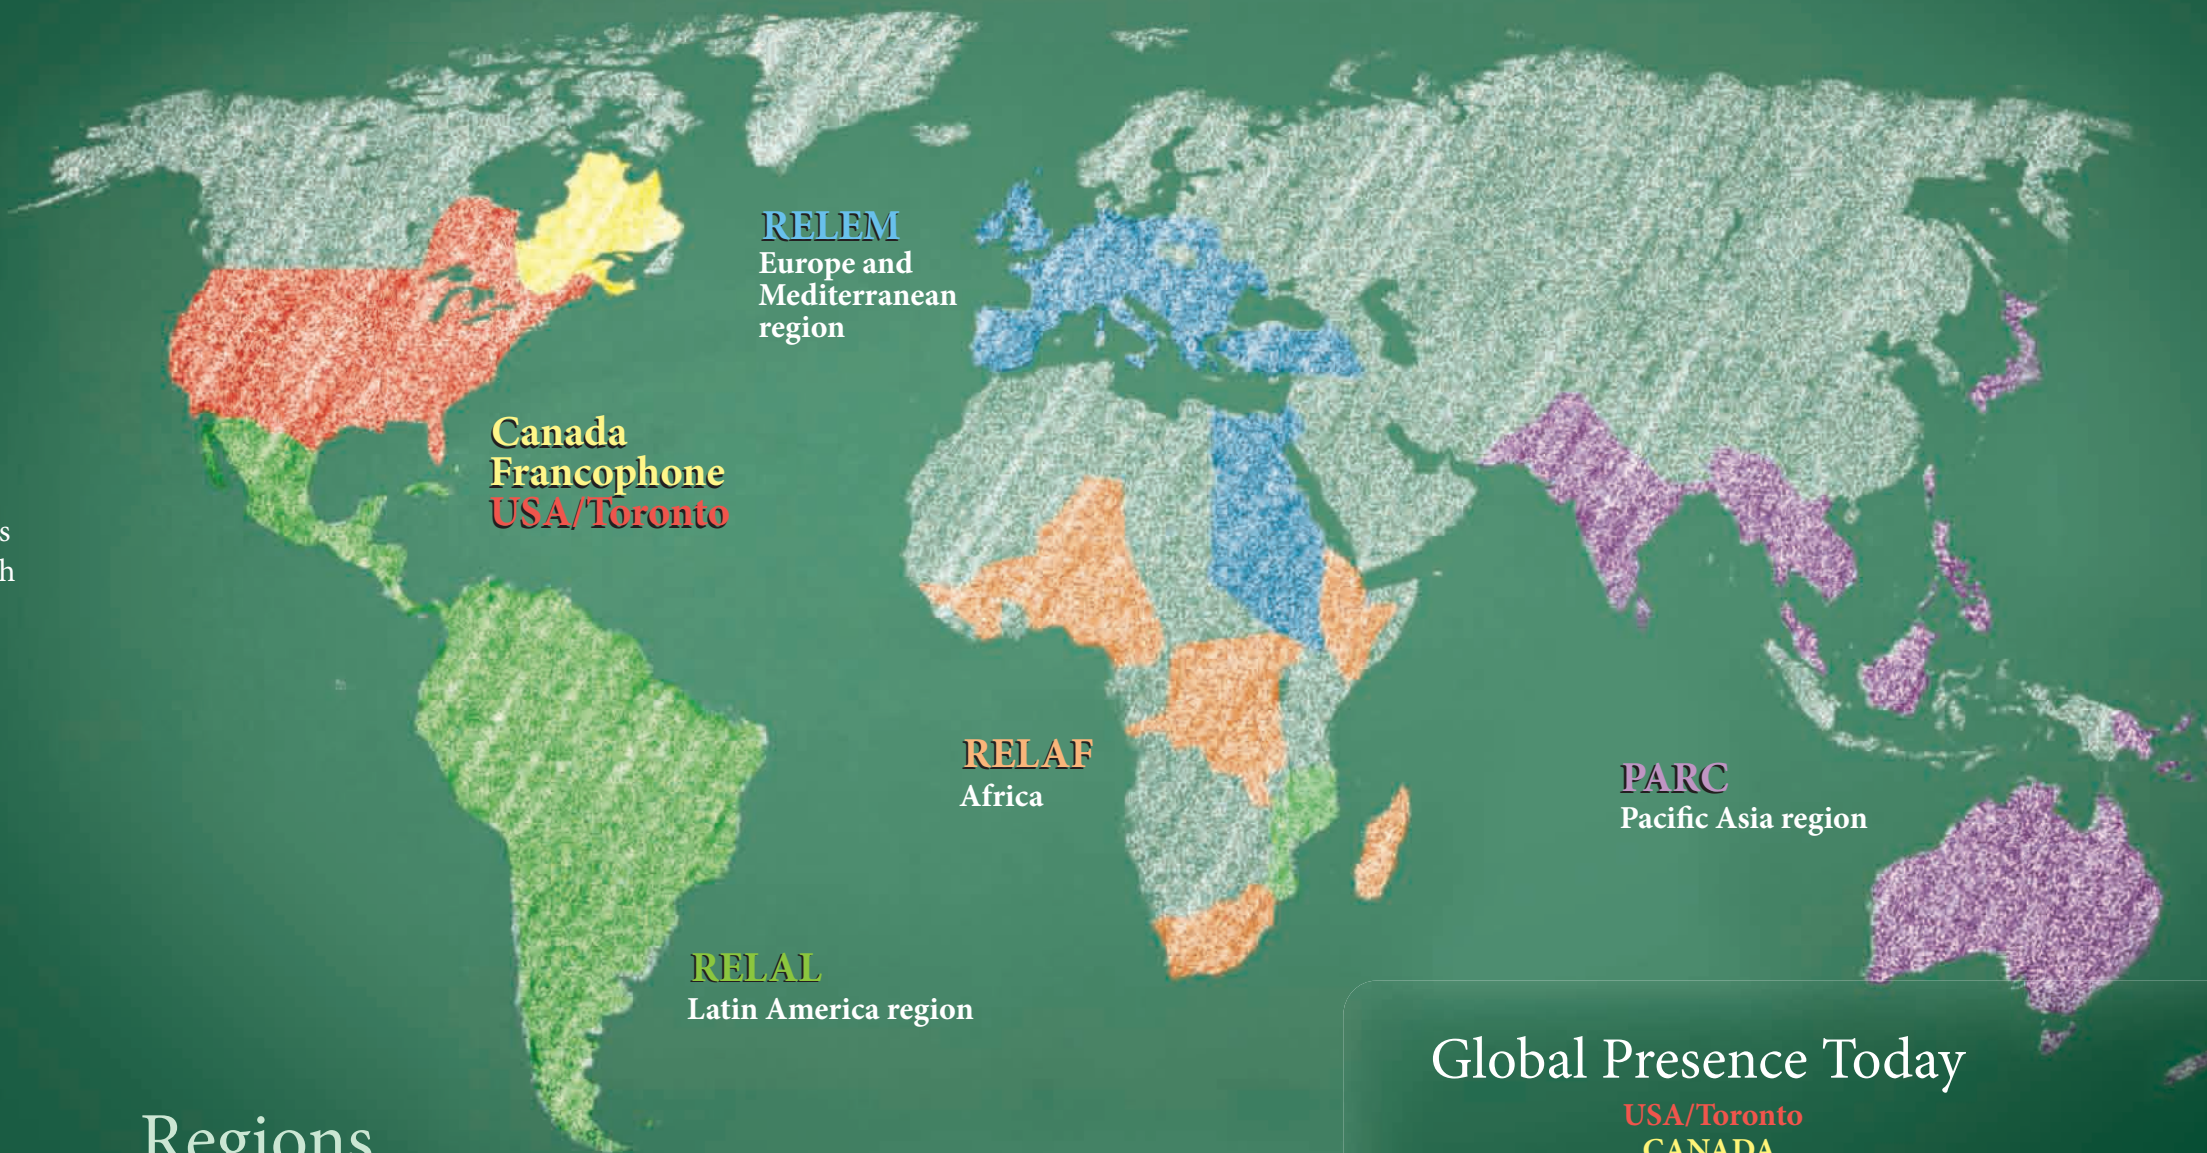 RELEM
Europe and
Mediterranean
region
Canada
Francophone
USA/Toronto
s
h
RELAF
Africa
PARC
Pacific Asia region
RELAL
Latin America region
Global Presence Today
USA/Toronto
CANADA
Regions